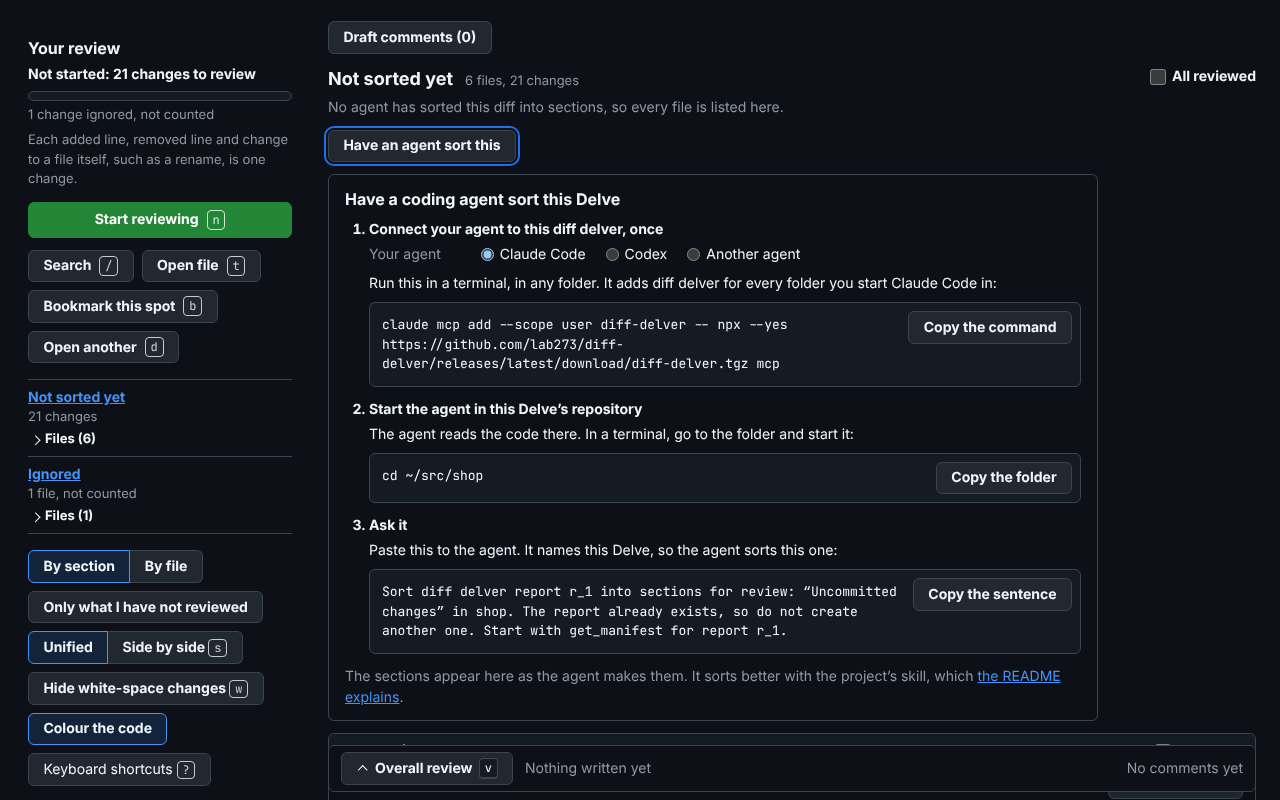 Your review
Not started: 21 changes to review
1 change ignored, not counted
Each added line, removed line and change
to a file itself, such as a rename, is one
change.
Start reviewing n
Search / Open file t
Bookmark this spot b
Open another d
Not sorted yet
21 changes
Files (6)
Ignored
1 file, not counted
Files (1)
By section By file
Only what I have not reviewed
Unified Side by side s
Hide white-space changes w
Colour the code
Keyboard shortcuts ?
Draft comments (0)
Not sorted yet 6 files, 21 changes
All reviewed
No agent has sorted this diff into sections, so every file is listed here.
Have an agent sort this
Have a coding agent sort this Delve
1. Connect your agent to this diff delver, once
Your agent Claude Code Codex Another agent
Run this in a terminal, in any folder. It adds diff delver for every folder you start Claude Code in:
claude mcp add --scope user diff-delver -- npx --yes
https://github.com/lab273/diff-
delver/releases/latest/download/diff-delver.tgz mcp
Copy the command
2. Start the agent in this Delve’s repository
The agent reads the code there. In a terminal, go to the folder and start it:
cd ~/src/shop
Copy the folder
3. Ask it
Paste this to the agent. It names this Delve, so the agent sorts this one:
Sort diff delver report r_1 into sections for review: “Uncommitted
changes” in shop. The report already exists, so do not create
another one. Start with get_manifest for report r_1.
Copy the sentence
The sections appear here as the agent makes them. It sorts better with the project’s skill, which the README
explains.
Overall review v Nothing written yet
No comments yet